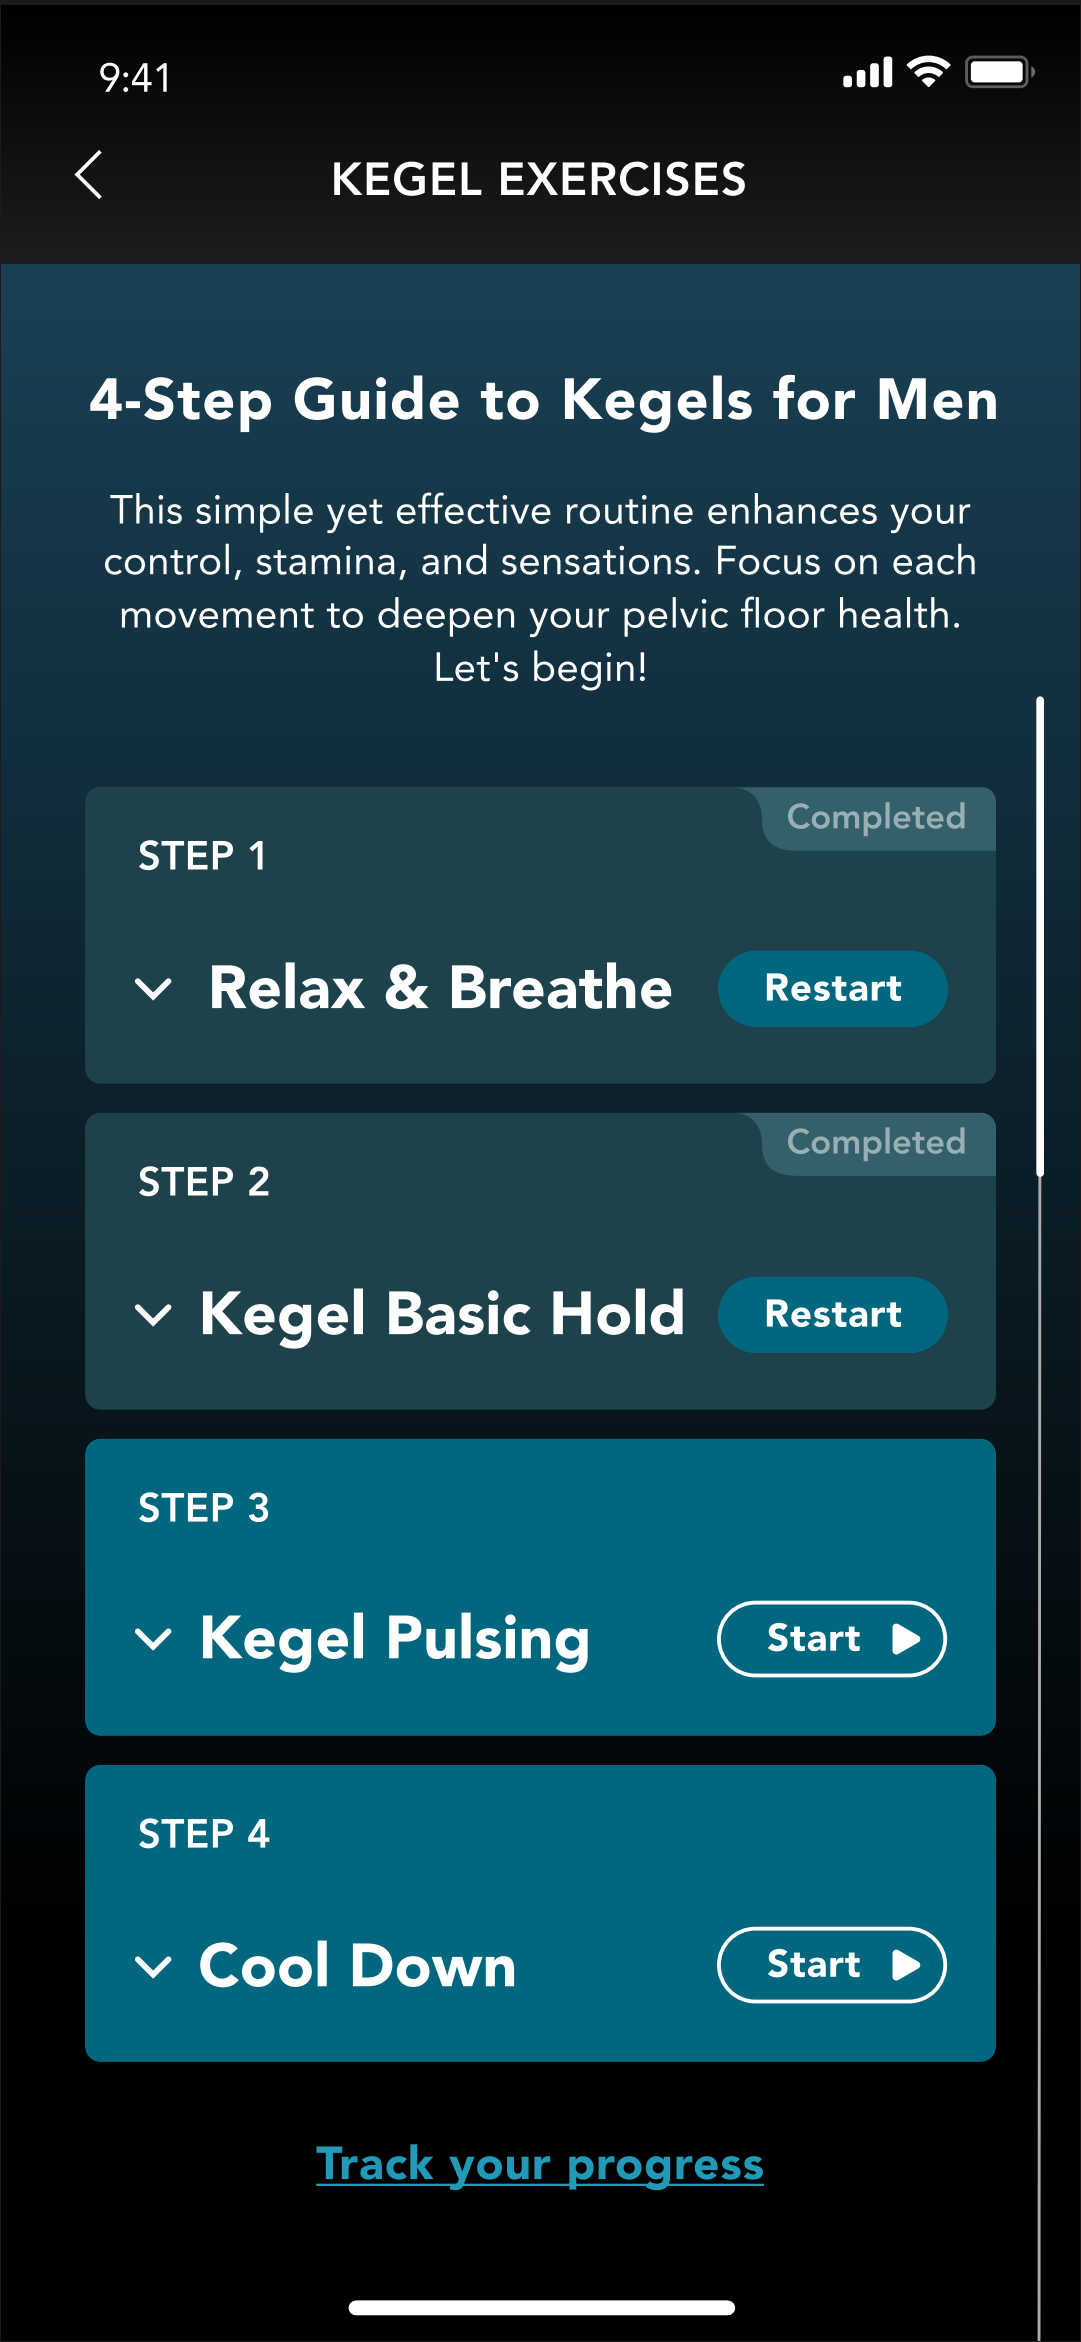 9:41
KEGEL EXERCISES
4-Step Guide to Kegels for Men
This simple yet effective routine enhances your
control, stamina, and sensations. Focus on each
movement to deepen your pelvic floor health.
Let's begin!
Completed
STEP 1
Relax & Breathe
Restart
Completed
STEP 2
Kegel Basic Hold
Restart
STEP 3
Kegel Pulsing
Start
STEP 4
Cool Down
Start
Track your progress